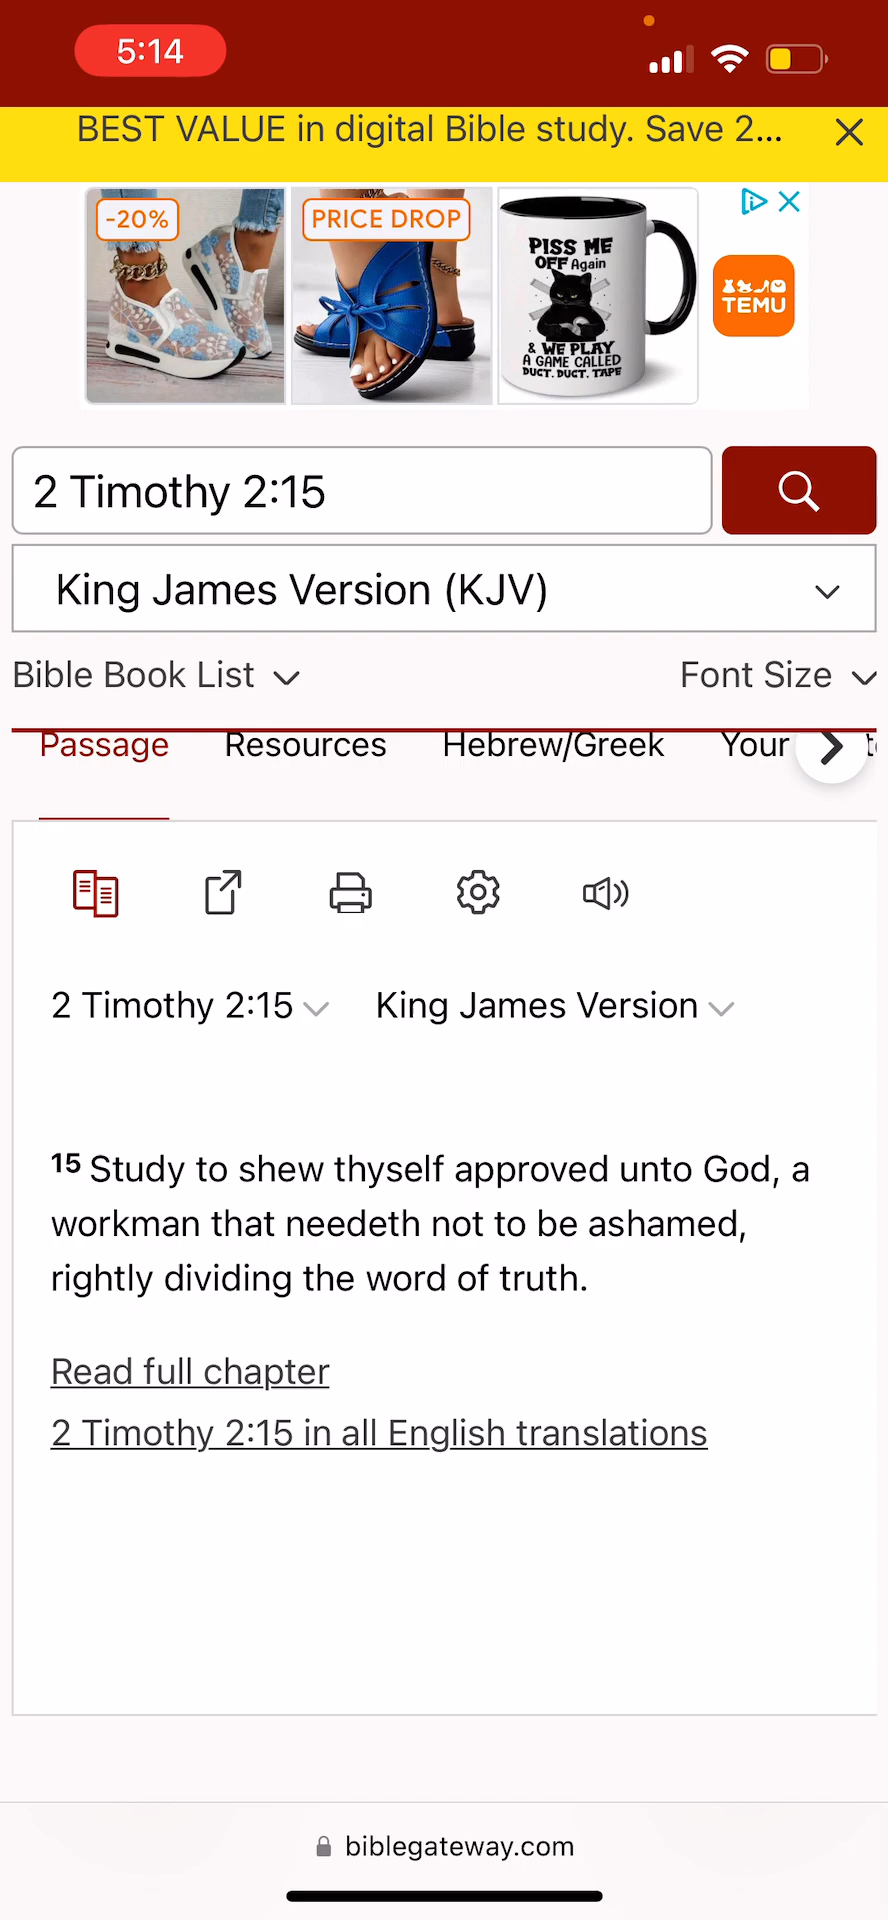 5:14
BEST VALUE in digital Bible study. Save 2...
-20%
PRICE DROP
PISS ME
OFF Again
& WE PLAY
A GAME CALLED
DUCT. DUCT. TAPE
TEMU
2 Timothy 2:15
King James Version (KJV)
Bible Book List
Font Size
Passage Resources Hebrew/Greek Your
2 Timothy 2:15 King James Version
15 Study to shew thyself approved unto God, a
workman that needeth not to be ashamed,
rightly dividing the word of truth.
Read full chapter
2 Timothy 2:15 in all English translations
biblegateway.com